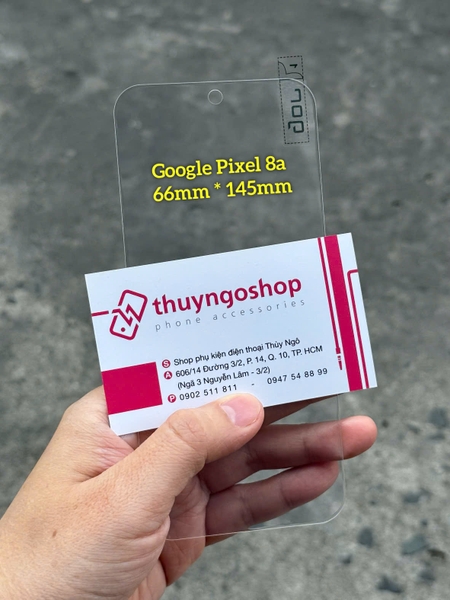 Google Pixel 8a
66mm * 145mm
thuyngoshop
phone accessories
S Shop phụ kiện điện thoại Thùy Ngô
A 606/14 Đường 3/2, P. 14, Q. 10, TP. HCM
(Ngã 3 Nguyễn Lâm - 3/2)
P 0902 511 811 - 0947 54 88 99